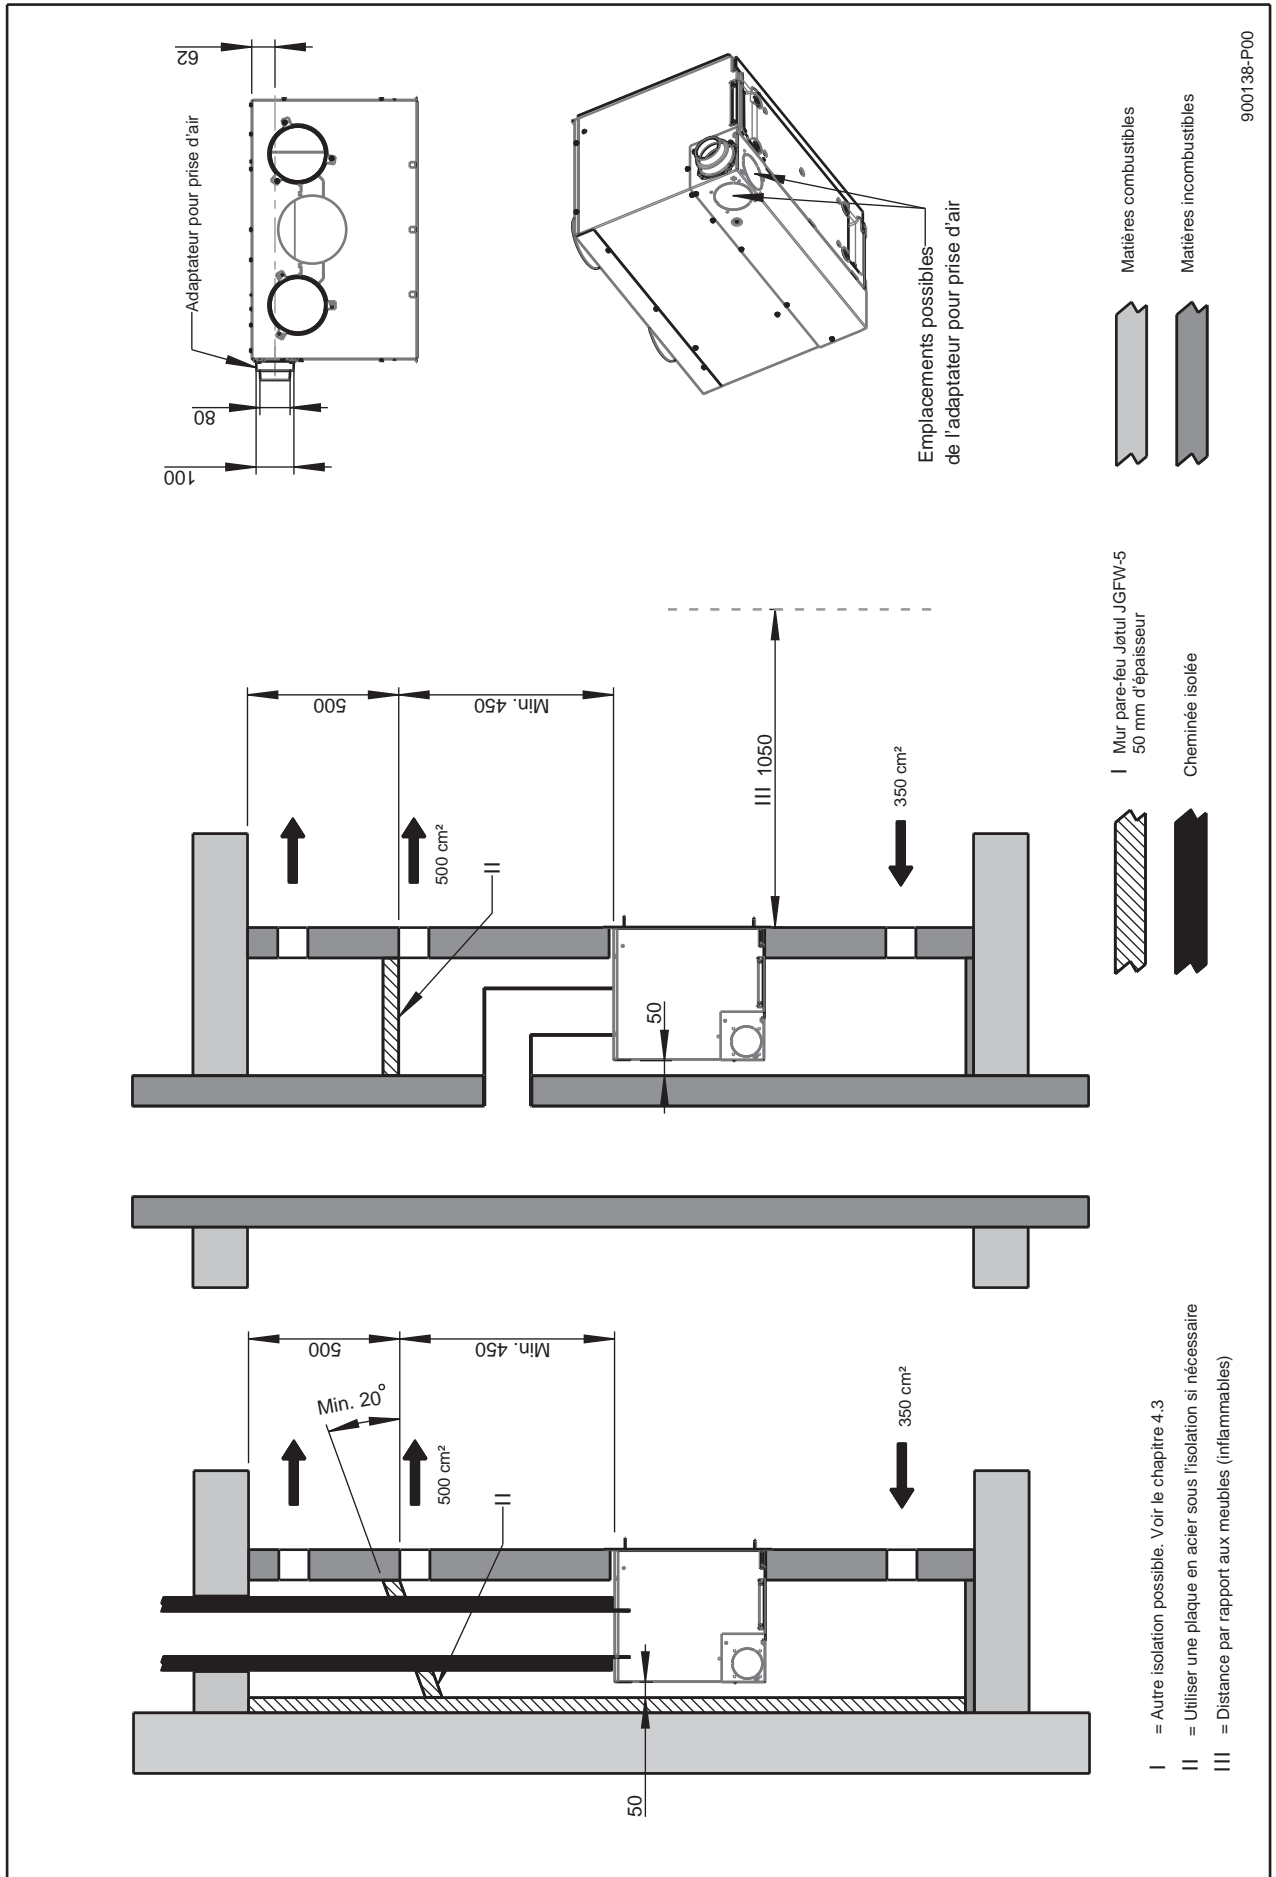 500
Min. 450
Min. 20°
500 cm²
II
350 cm²
50
500
Min. 450
500 cm²
II
50
III 1050
350 cm²
62
Adaptateur pour prise d'air
80
100
Emplacements possibles
de l'adaptateur pour prise d'air
I = Autre isolation possible. Voir le chapitre 4.3
II = Utiliser une plaque en acier sous l'isolation si nécessaire
III = Distance par rapport aux meubles (inflammables)
I Mur pare-feu Jøtul JGFW-5
50 mm d'épaisseur
Cheminée isolée
Matières combustibles
Matières incombustibles
900138-P00